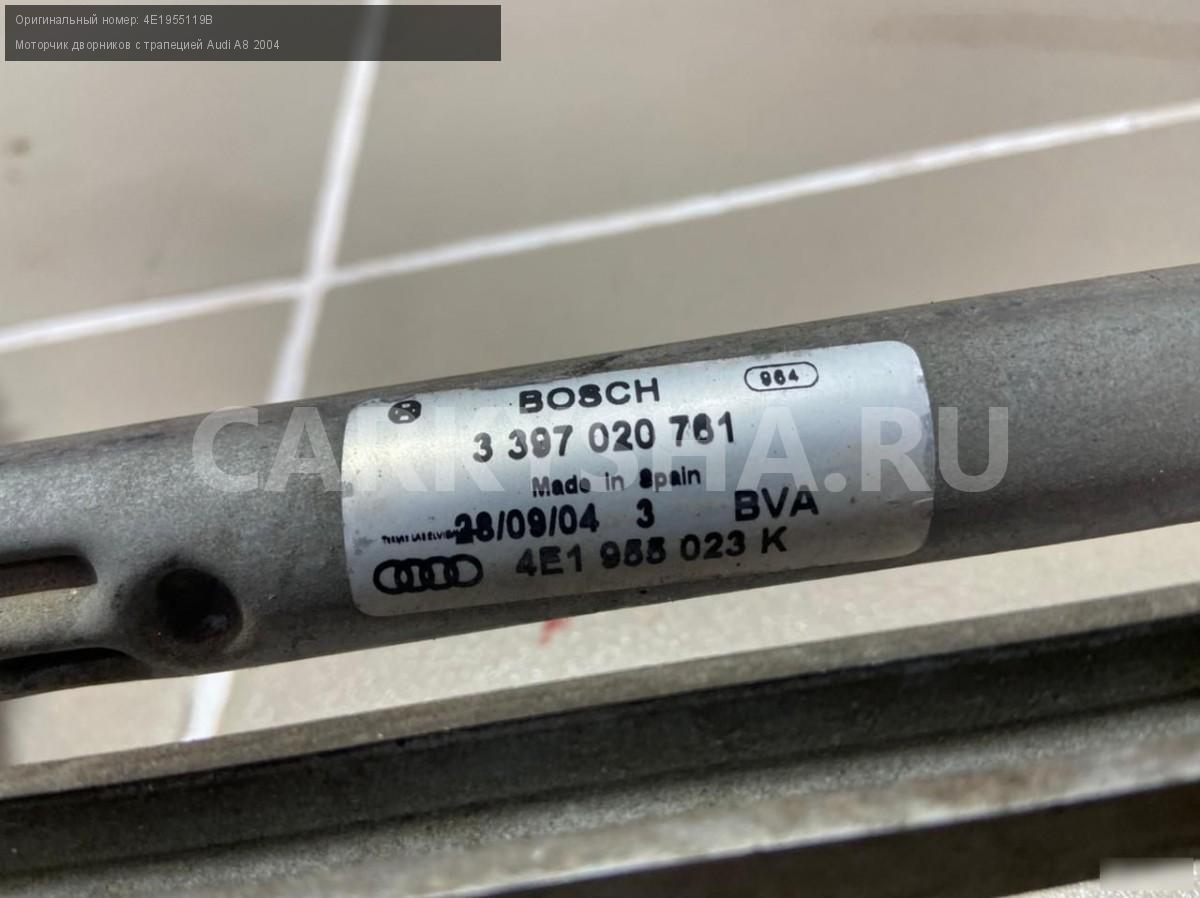 Оригинальный номер: 4E1955119B
Моторчик дворников с трапецией Audi A8 2004
BOSCH
964
3 397 020 761
Made in Spain
28/09/04 3 BVA
4E1 955 023 K
CARKRYSHA.RU